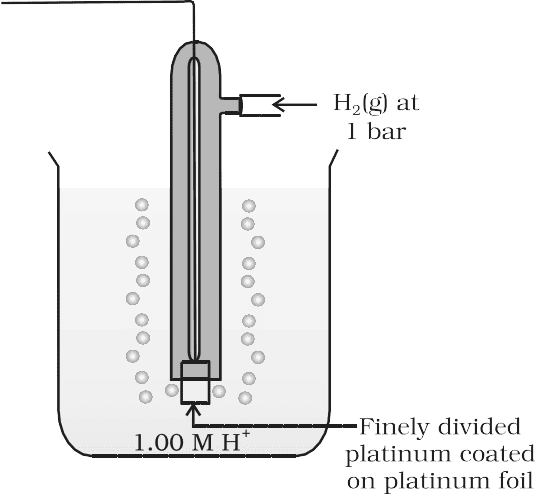 H₂(g) at
1 bar
1.00 M H⁺
Finely divided
platinum coated
on platinum foil